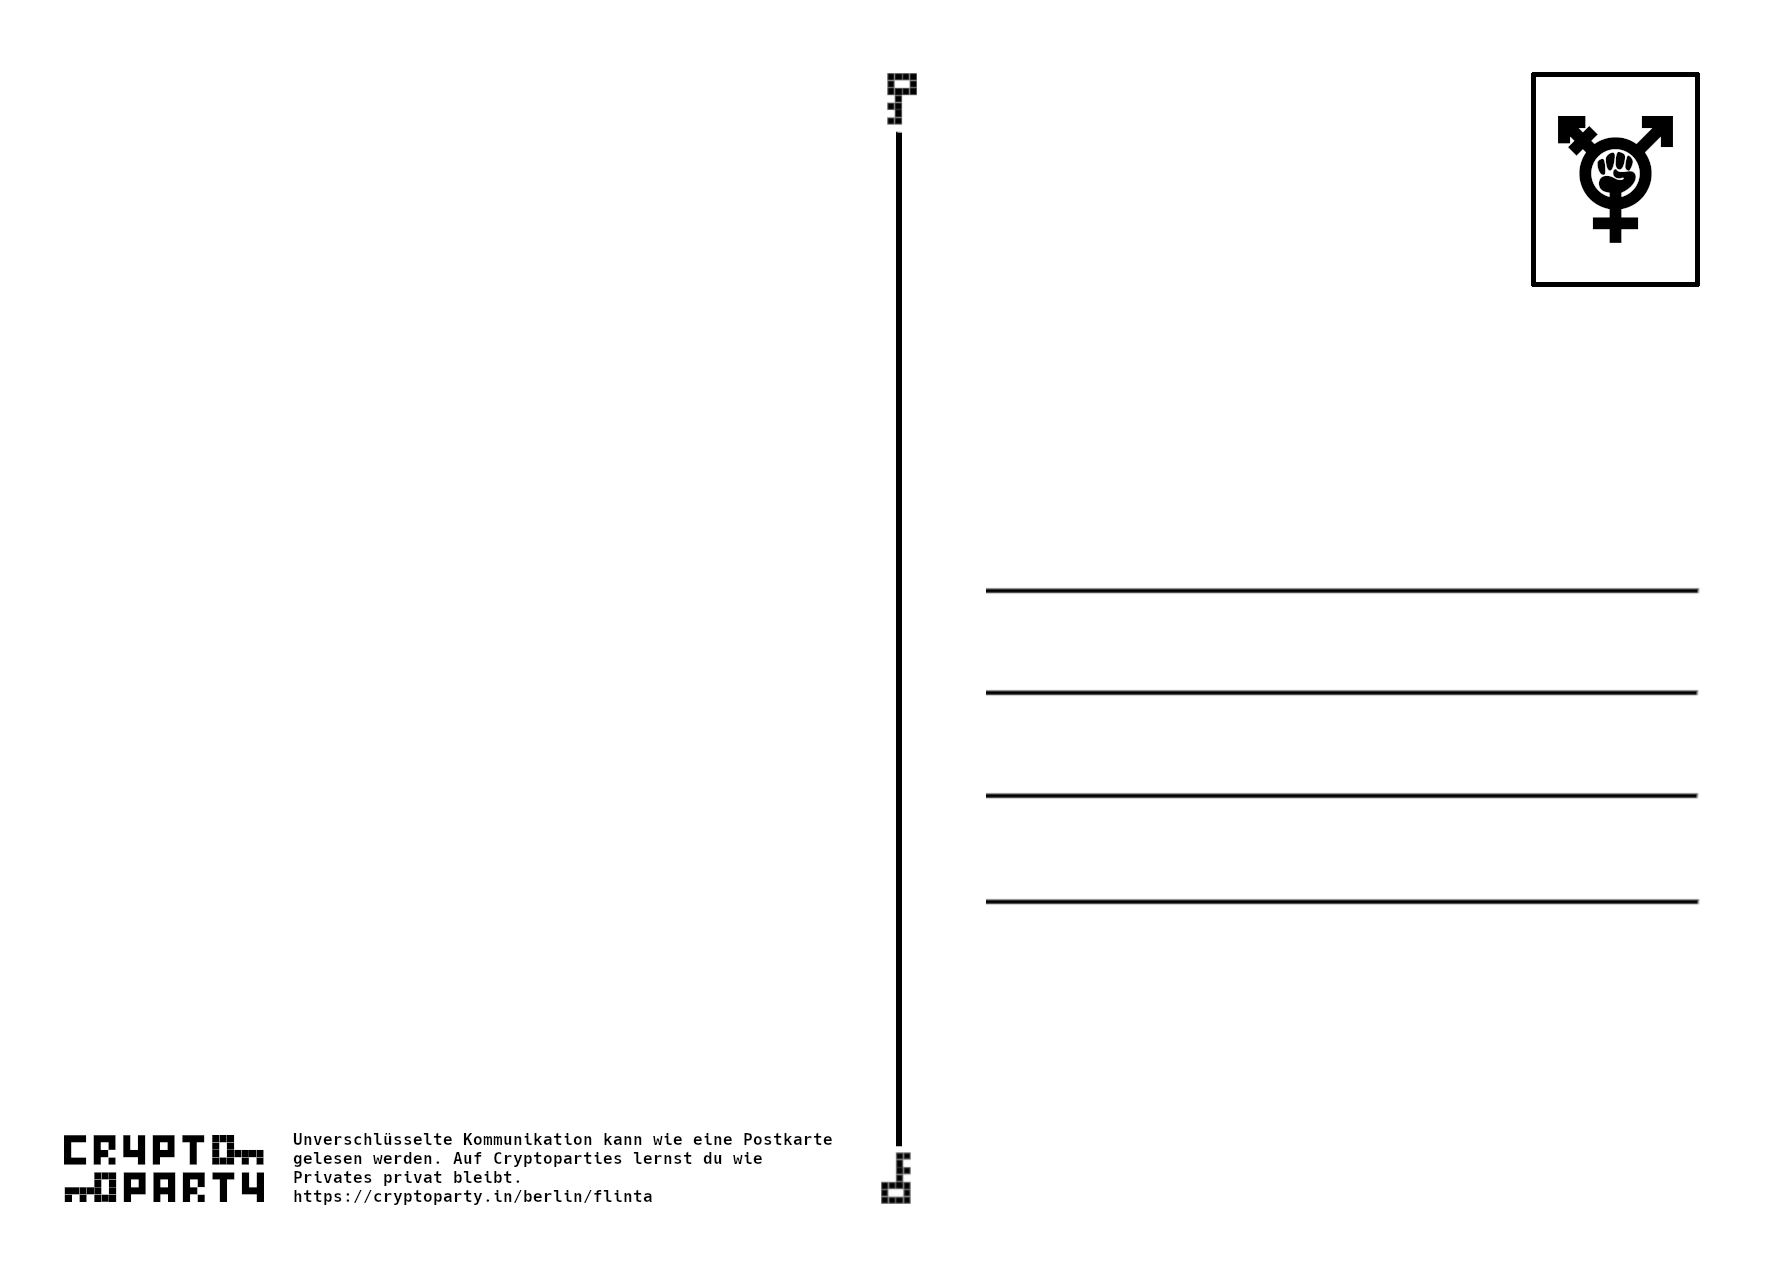 CRYPTO
PARTY
Unverschlüsselte Kommunikation kann wie eine Postkarte
gelesen werden. Auf Cryptoparties lernst du wie
Privates privat bleibt.
https://cryptoparty.in/berlin/flinta